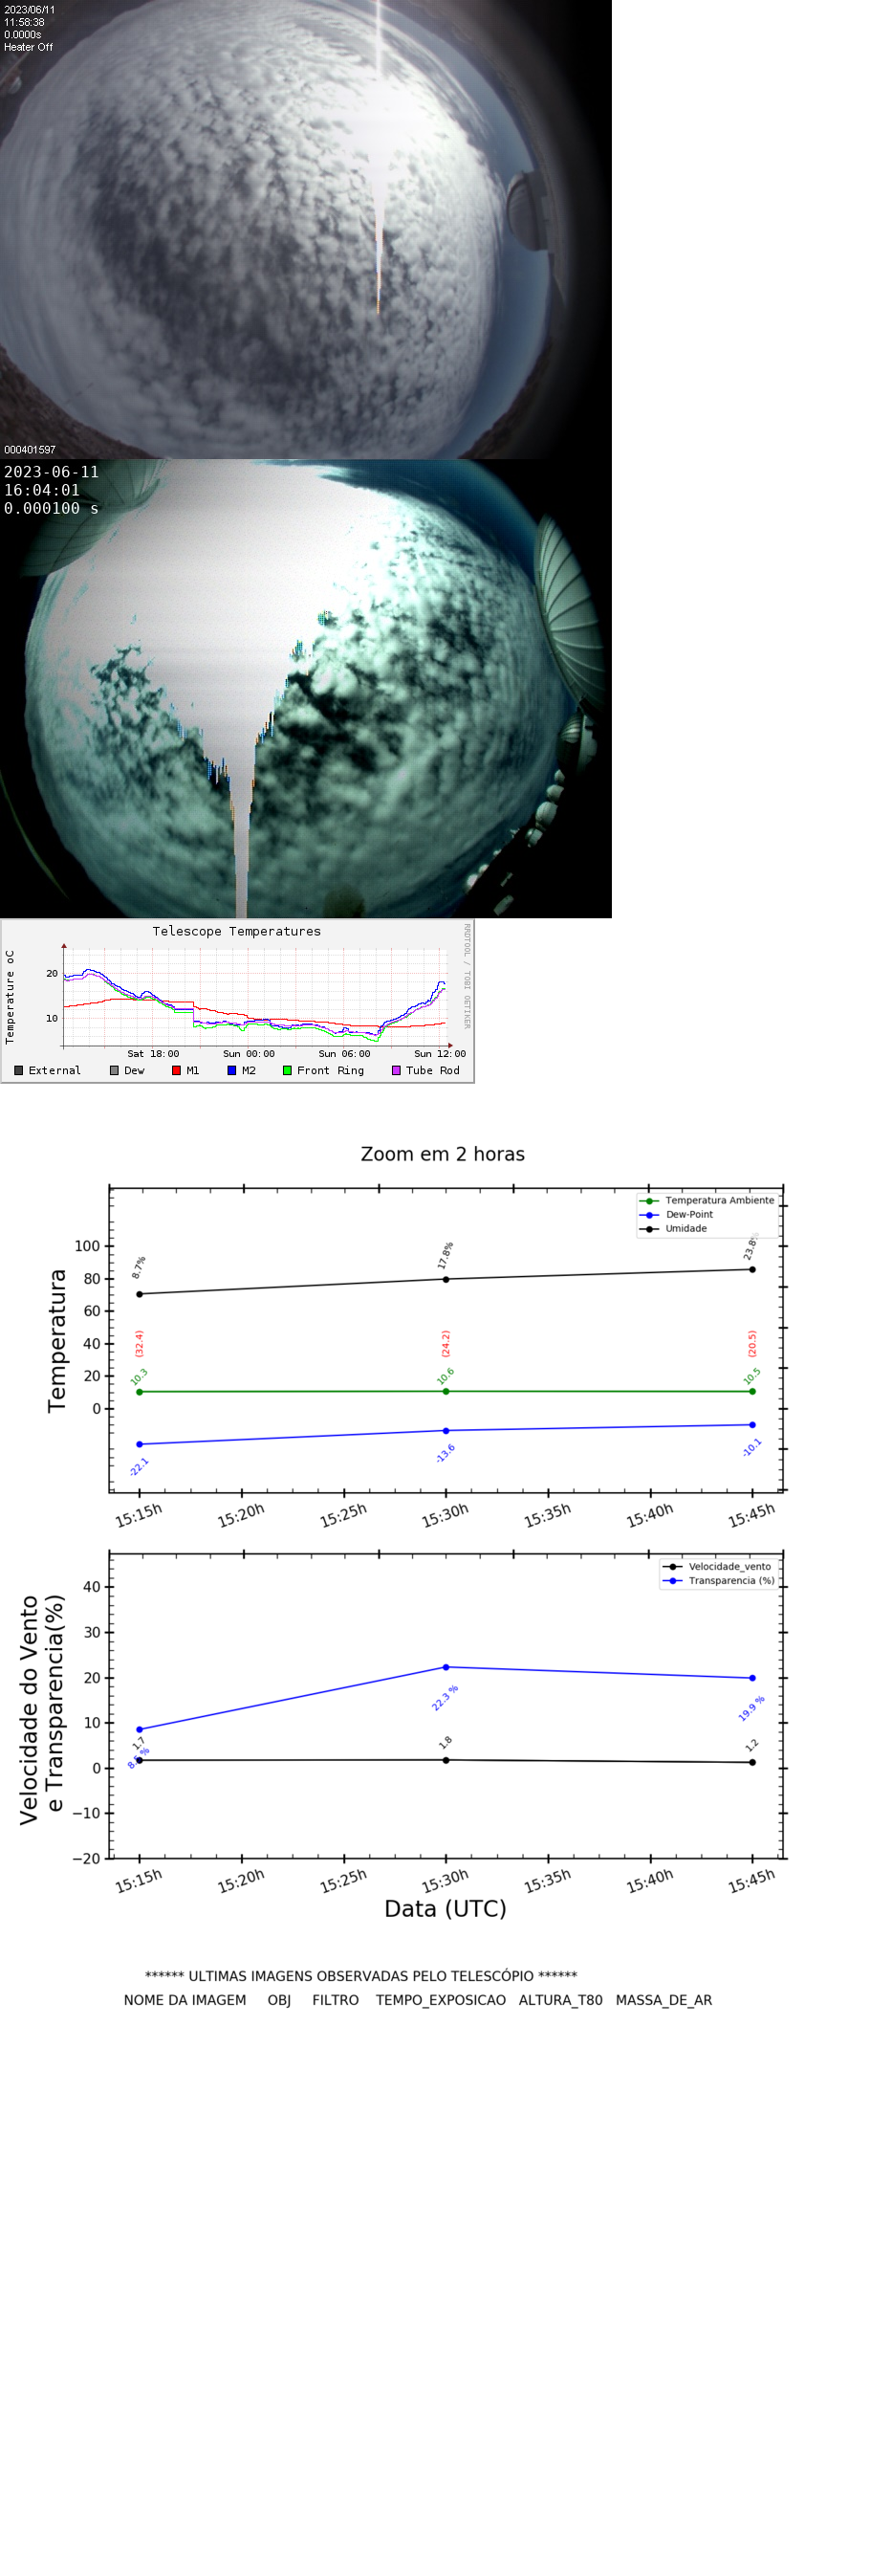 2023/06/11
11:58:38
0.0000s
Heater Off
000401597
2023-06-11
16:04:01
0.000100 s
Telescope Temperatures
RRDTOOL / TOBI OETIKER
Temperature oC
20
10
Sat 18:00 Sun 00:00 Sun 06:00 Sun 12:00
External Dew M1 M2 Front Ring Tube Rod
Zoom em 2 horas
Temperatura Ambiente
Dew-Point
Umidade
Temperatura
100
80
60
40
20
0
8.7% 17.8% 23.8%
(32.4) (24.2) (20.5)
10.3 10.6 10.5
-22.1 -13.6 -10.1
15:15h 15:20h 15:25h 15:30h 15:35h 15:40h 15:45h
Velocidade_vento
Transparencia (%)
Velocidade do Vento
e Transparencia(%)
40
30
20
10
0
−10
−20
22.3 % 19.9 %
1.7 1.8 1.2
15:15h 15:20h 15:25h 15:30h 15:35h 15:40h 15:45h
Data (UTC)
****** ULTIMAS IMAGENS OBSERVADAS PELO TELESCÓPIO ******
NOME DA IMAGEM OBJ FILTRO TEMPO_EXPOSICAO ALTURA_T80 MASSA_DE_AR